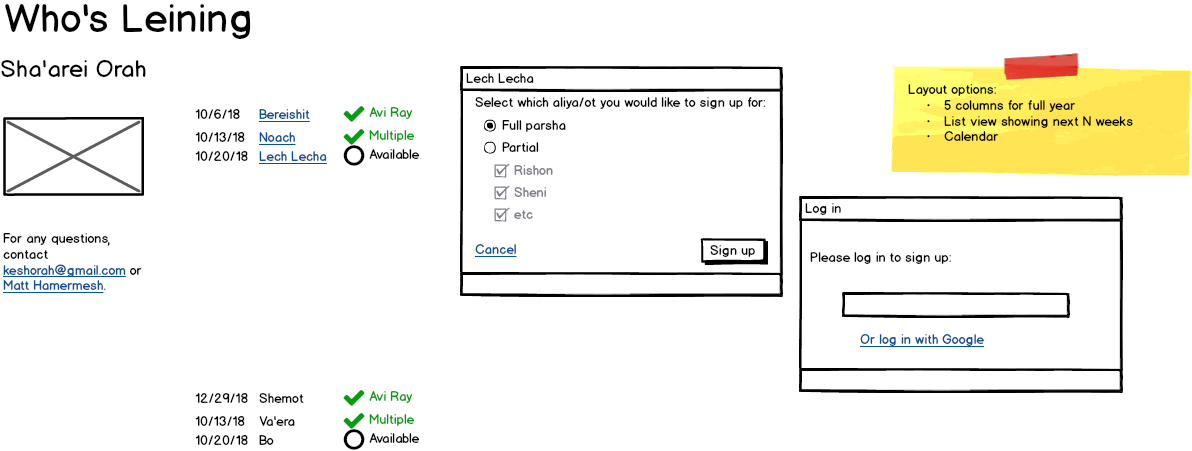 Who's Leining
Sha'arei Orah
For any questions,
contact
keshorah@gmail.com or
Matt Hamermesh.
10/6/18 Bereishit Avi Ray
10/13/18 Noach Multiple
10/20/18 Lech Lecha Available
12/29/18 Shemot Avi Ray
10/13/18 Va'era Multiple
10/20/18 Bo Available
Lech Lecha
Select which aliya/ot you would like to sign up for:
Full parsha
Partial
Rishon
Sheni
etc
Cancel Sign up
Layout options:
· 5 columns for full year
· List view showing next N weeks
· Calendar
Log in
Please log in to sign up:
Or log in with Google